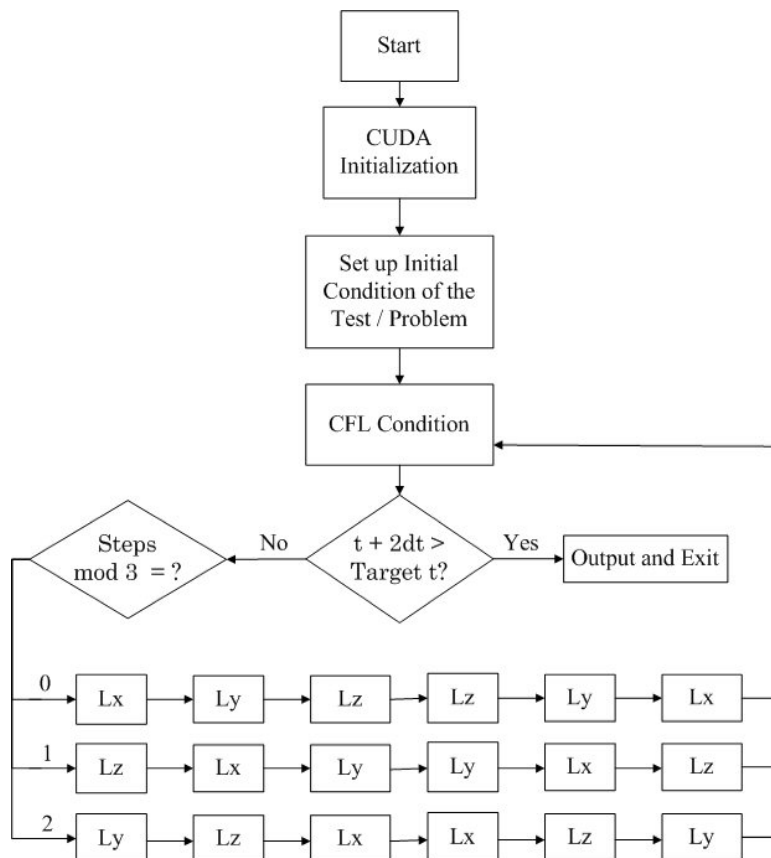 Start
CUDA
Initialization
Set up Initial
Condition of the
Test / Problem
CFL Condition
Steps
mod 3 = ?
No
t + 2dt >
Target t?
Yes
Output and Exit
0
Lx
Ly
Lz
Lz
Ly
Lx
1
Lz
Lx
Ly
Ly
Lx
Lz
2
Ly
Lz
Lx
Lx
Lz
Ly